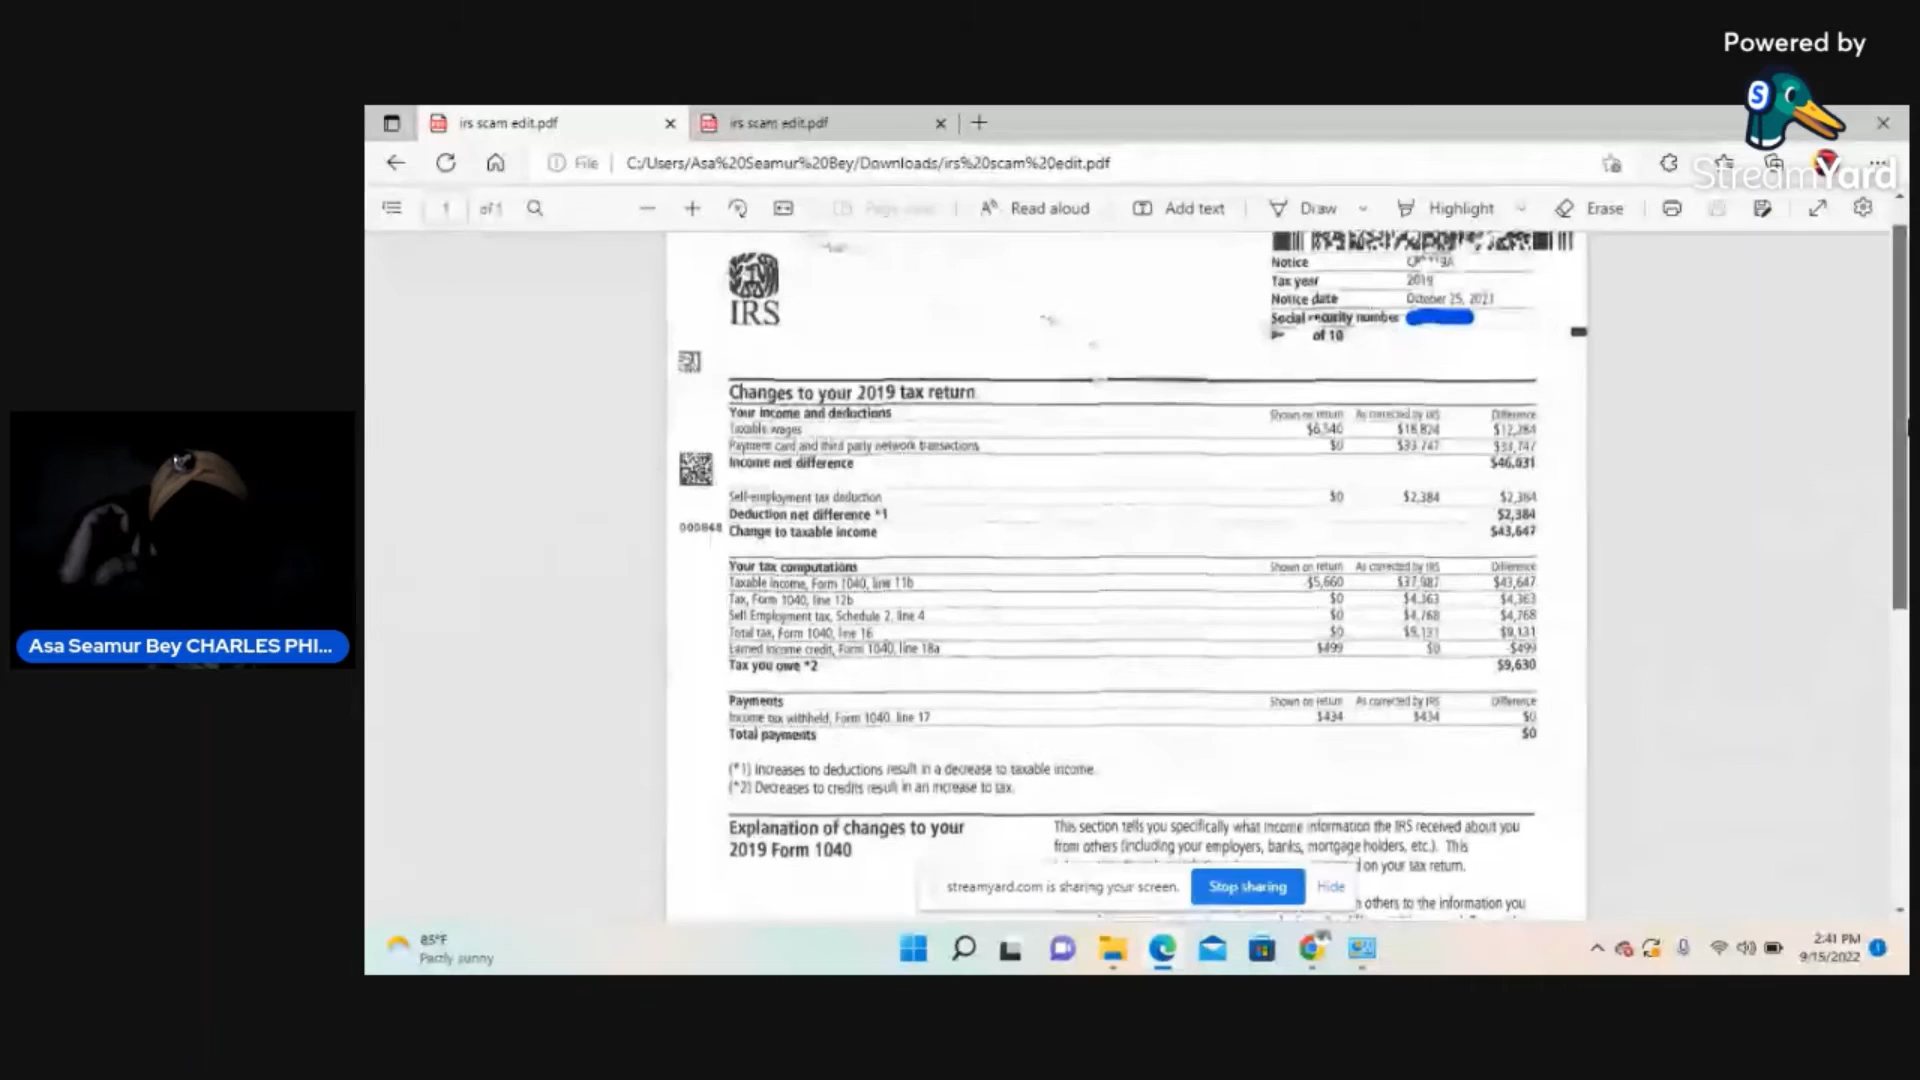 Powered by
StreamYard
irs scam edit.pdf
irs scam edit.pdf
File
C:/Users/Asa%20Seamur%20Bey/Downloads/irs%20scam%20edit.pdf
1 of 1
Read aloud
Add text
Draw
Highlight
Erase
IRS
Notice
Tax year 2019
Notice date October 25, 2021
Social security number
of 10
Changes to your 2019 tax return
Your income and deductions Shown on return As corrected by IRS Difference
Taxable wages $6,540 $18,824 $12,284
Payment card and third party network transactions $0 $33,747 $33,747
Income net difference $46,031
Self-employment tax deduction $0 $2,384 $2,384
Deduction net difference *1 $2,384
000848 Change to taxable income $43,647
Your tax computations Shown on return As corrected by IRS Difference
Taxable Income, Form 1040, line 11b $5,660 $37,987 $43,647
Tax, Form 1040, line 12b $0 $4,363 $4,363
Self Employment tax, Schedule 2, line 4 $0 $4,768 $4,768
Total tax, Form 1040, line 16 $0 $9,131 $9,131
Earned income credit, Form 1040, line 18a $499 $0 -$499
Tax you owe *2 $9,630
Payments Shown on return As corrected by IRS Difference
Income tax withheld, Form 1040, line 17 $434 $434 $0
Total payments $0
(*1) Increases to deductions result in a decrease to taxable income.
(*2) Decreases to credits result in an increase to tax.
Explanation of changes to your
2019 Form 1040
This section tells you specifically what income information the IRS received about you
from others (including your employers, banks, mortgage holders, etc.). This
on your tax return.
others to the information you
streamyard.com is sharing your screen.
Stop sharing
Hide
Asa Seamur Bey CHARLES PHI...
85°F
Partly sunny
2:41 PM
9/15/2022
1